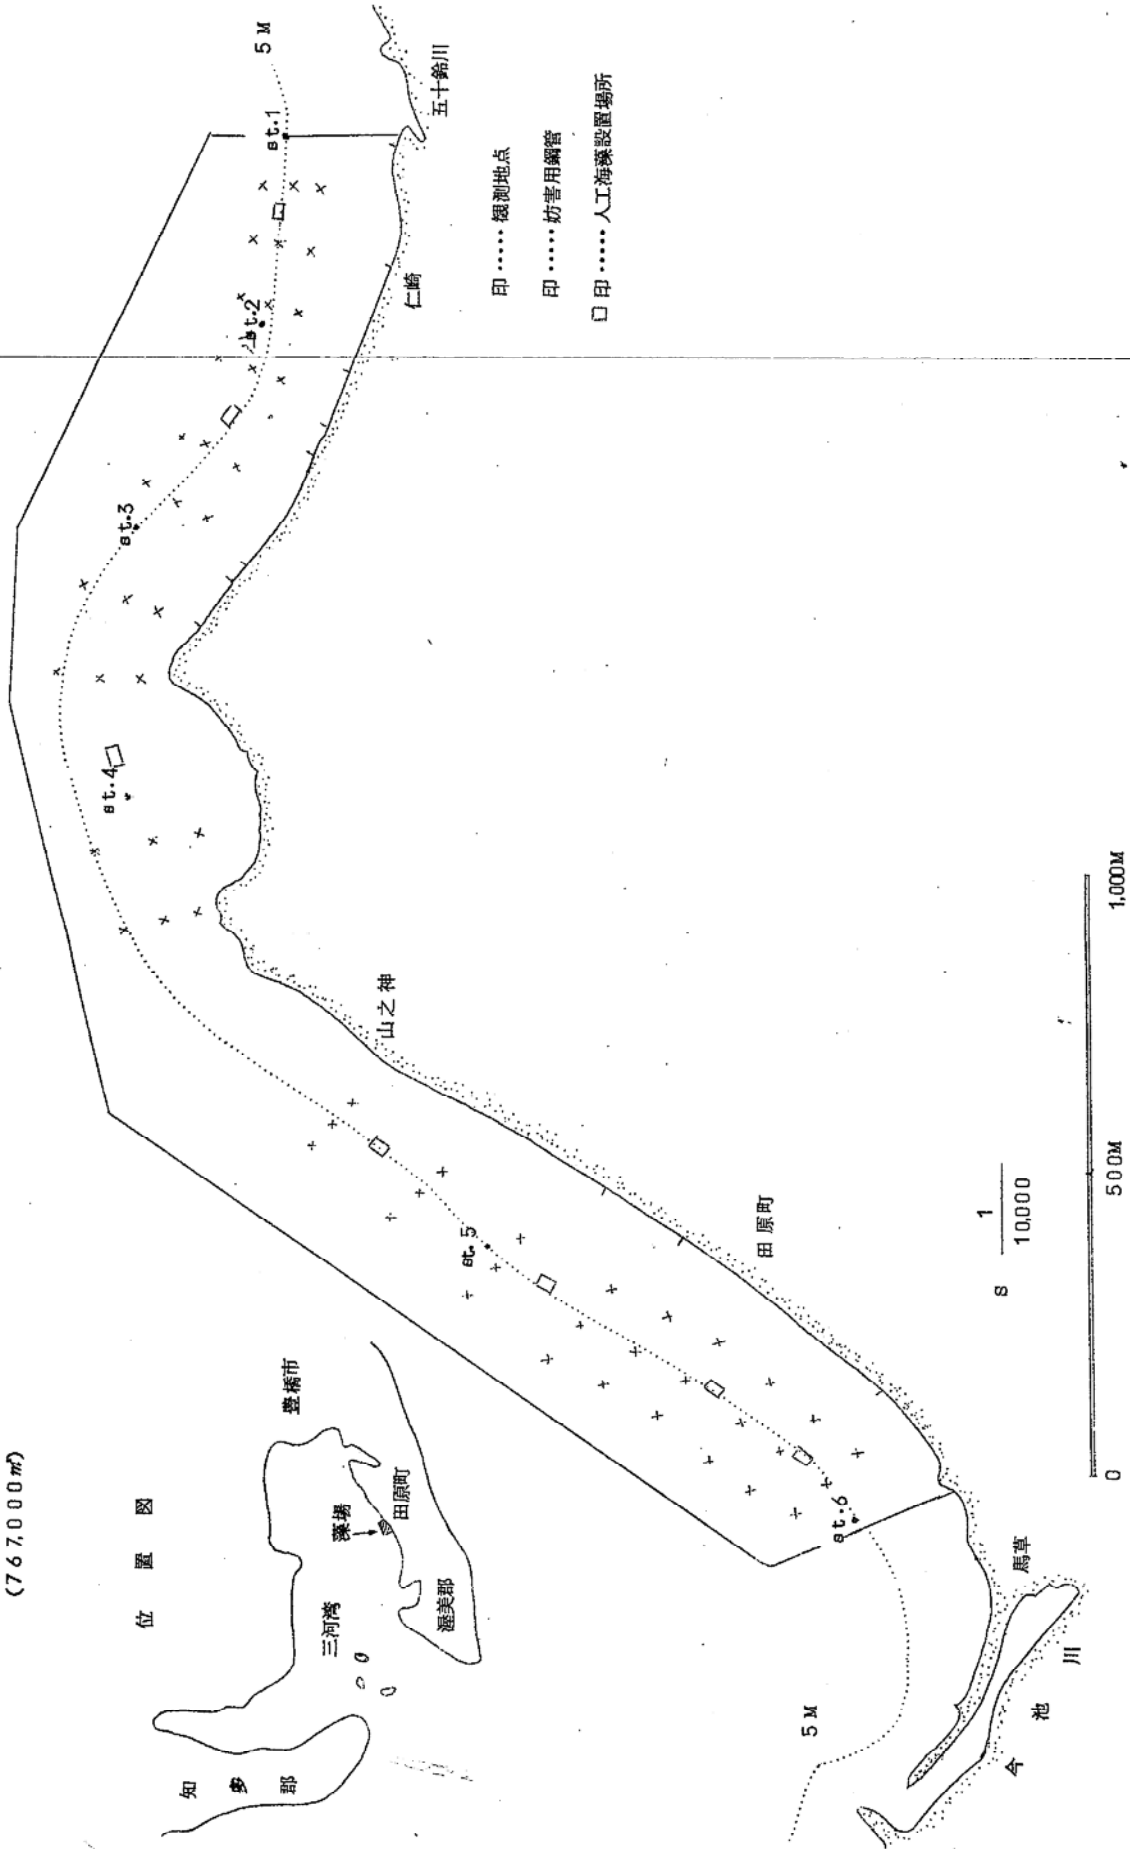 (767,000㎡)
位置図
知多郡
三河湾
藻場
豊橋市
田原町
渥美郡
5M
st.1
st.2
st.3
st.4
st.5
st.6
5M
五十鈴川
仁崎
山之神
田原町
馬草
今池川
印・・・・・観測地点
印・・・・・妨害用鋼管
□印・・・・・人工海藻設置場所
S 1
10,000
0 500M 1,000M